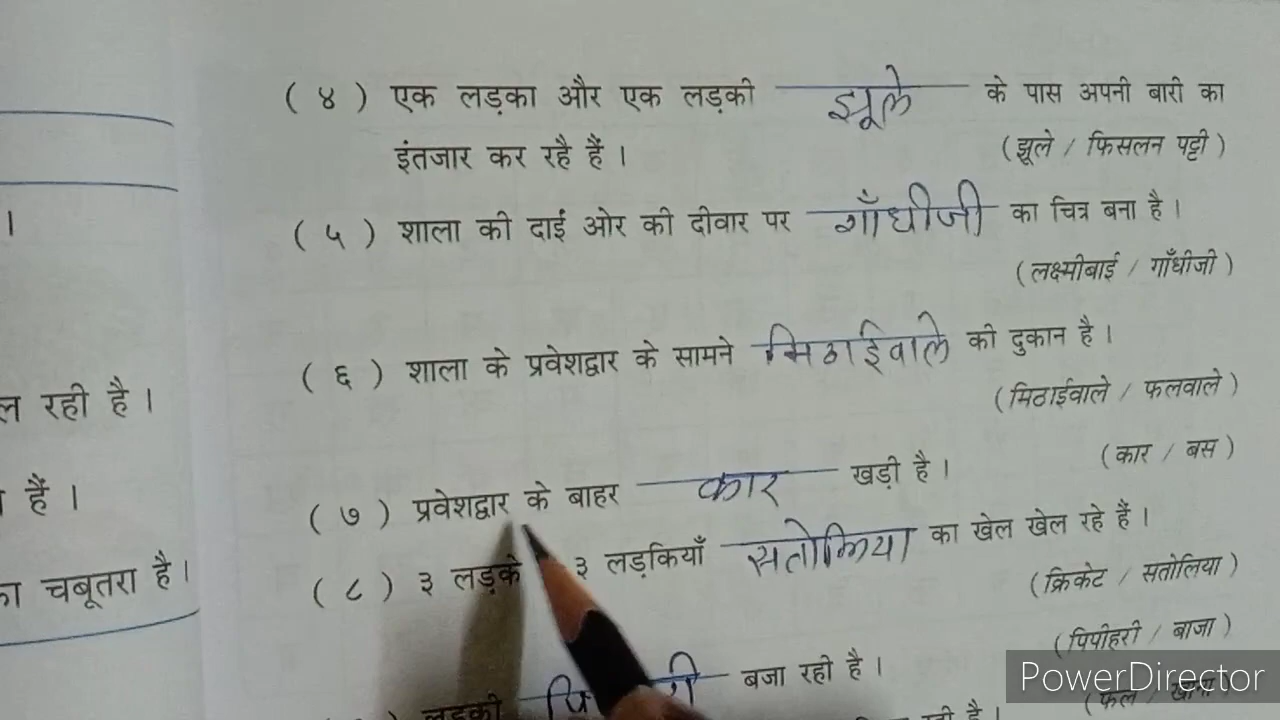 ( ४ ) एक लड़का और एक लड़की झूले के पास अपनी बारी का
इंतजार कर रहै हैं ।
(झूले / फिसलन पट्टी)
।
( ५ ) शाला की दाईं ओर की दीवार पर गाँधीजी का चित्र बना है ।
(लक्ष्मीबाई / गाँधीजी)
( ६ ) शाला के प्रवेशद्वार के सामने मिठाईवाले की दुकान है ।
(मिठाईवाले / फलवाले)
ल रही है ।
(कार / बस)
( ७ ) प्रवेशद्वार के बाहर कार खड़ी है ।
हैं ।
( ८ ) ३ लड़के ३ लड़कियाँ सतोलिया का खेल खेल रहे हैं ।
(क्रिकेट / सतोलिया)
का चबूतरा है।
(पिपीहरी / बाजा)
लड़की बजा रही है ।
(फल /
है ।
PowerDirector